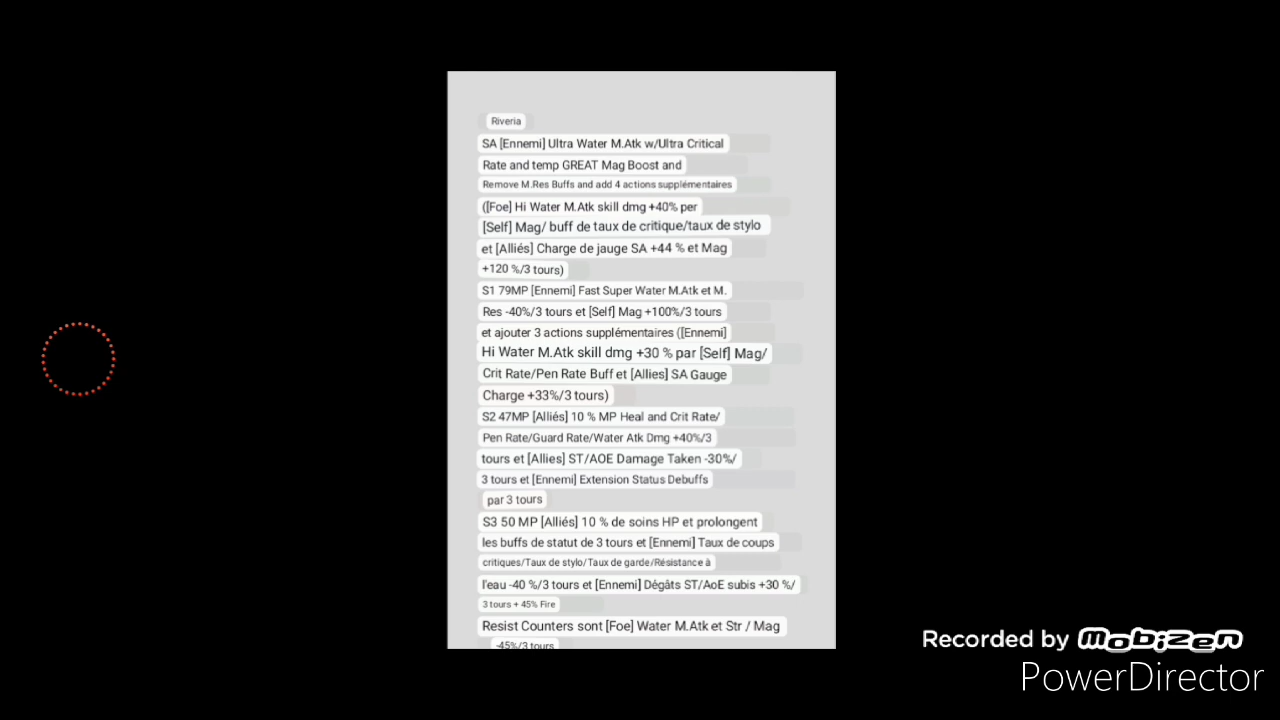 Riveria
SA [Ennemi] Ultra Water M.Atk w/Ultra Critical
Rate and temp GREAT Mag Boost and
Remove M.Res Buffs and add 4 actions supplémentaires
([Foe] Hi Water M.Atk skill dmg +40% per
[Self] Mag/ buff de taux de critique/taux de stylo
et [Alliés] Charge de jauge SA +44 % et Mag
+120 %/3 tours)
S1 79MP [Ennemi] Fast Super Water M.Atk et M.
Res -40%/3 tours et [Self] Mag +100%/3 tours
et ajouter 3 actions supplémentaires ([Ennemi]
Hi Water M.Atk skill dmg +30 % par [Self] Mag/
Crit Rate/Pen Rate Buff et [Allies] SA Gauge
Charge +33%/3 tours)
S2 47MP [Alliés] 10 % MP Heal and Crit Rate/
Pen Rate/Guard Rate/Water Atk Dmg +40%/3
tours et [Allies] ST/AOE Damage Taken -30%/
3 tours et [Ennemi] Extension Status Debuffs
par 3 tours
S3 50 MP [Alliés] 10 % de soins HP et prolongent
les buffs de statut de 3 tours et [Ennemi] Taux de coups
critiques/Taux de stylo/Taux de garde/Résistance à
l'eau -40 %/3 tours et [Ennemi] Dégâts ST/AoE subis +30 %/
3 tours + 45% Fire
Resist Counters sont [Foe] Water M.Atk et Str / Mag
-45%/3 tours
Recorded by Mobizen
PowerDirector